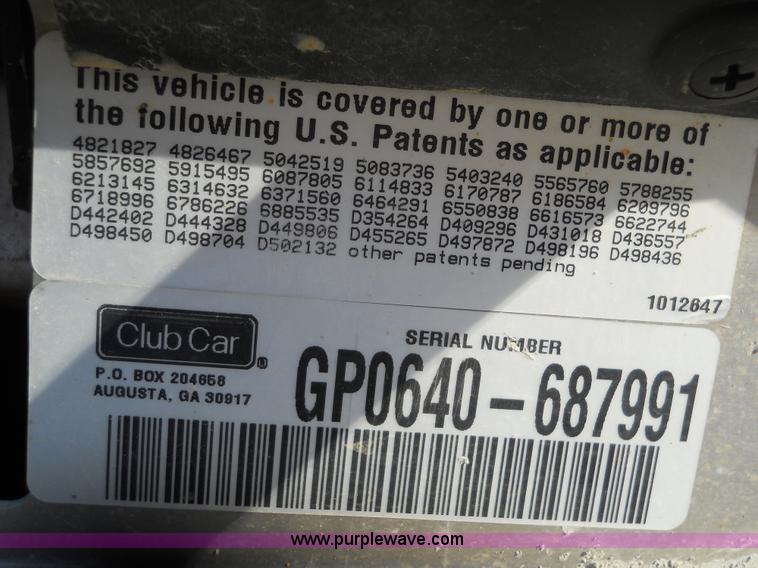 This vehicle is covered by one or more of
the following U.S. Patents as applicable:
4821827 4826467 5042519 5083736 5403240 5565760 5788255
5857692 5915495 6087805 6114833 6170787 6186584 6209796
6213145 6314632 6371560 6464291 6550838 6616573 6622744
6718996 6786226 6885535 D354264 D409296 D431018 D436557
D442402 D444328 D449806 D455265 D497872 D498196 D498436
D498450 D498704 D502132 other patents pending
1012647
Club Car ®
P.O. BOX 204658
AUGUSTA, GA 30917
SERIAL NUMBER
GP0640-687991
www.purplewave.com